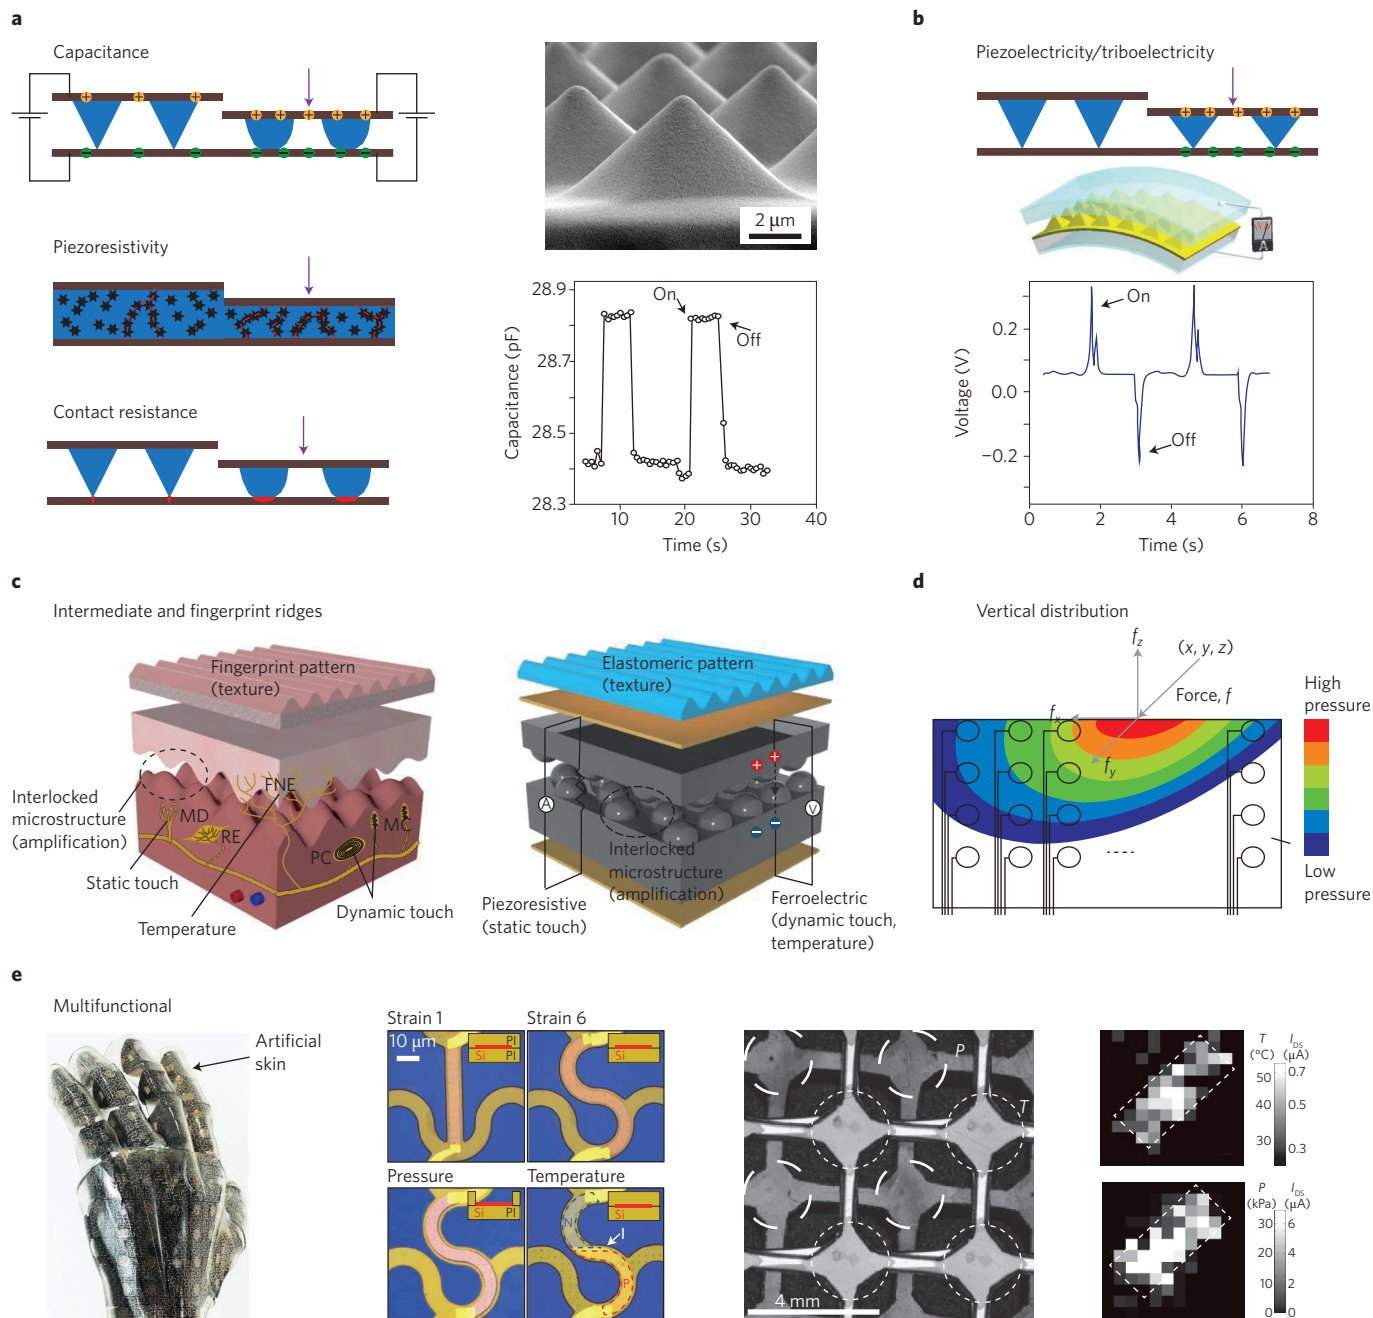 a
Capacitance
+ + + + + + + +
− − − − − − − −
2 μm
Piezoresistivity
Contact resistance
28.9
28.7
28.5
28.3
Capacitance (pF)
On
Off
10 20 30 40
Time (s)
b
Piezoelectricity/triboelectricity
+ + + + +
− − − − −
A
0.2
0.0
−0.2
Voltage (V)
On
Off
0 2 4 6 8
Time (s)
c
Intermediate and fingerprint ridges
Fingerprint pattern
(texture)
FNE
MD
RE
PC
MC
Interlocked
microstructure
(amplification)
Static touch
Temperature
Dynamic touch
Elastomeric pattern
(texture)
+ +
− −
A
V
Interlocked
microstructure
(amplification)
Piezoresistive
(static touch)
Ferroelectric
(dynamic touch,
temperature)
d
Vertical distribution
fz
(x, y, z)
Force, f
fx
fy
High
pressure
Low
pressure
e
Multifunctional
Artificial
skin
Strain 1
10 μm
PI
Si PI
Strain 6
Pressure
Si PI
Temperature
Si PI
N
I
P
P
T
4 mm
T IDS
(°C) (μA)
50 0.7
40 0.5
30 0.3
P IDS
(kPa) (μA)
30 6
20 4
10 2
0 0